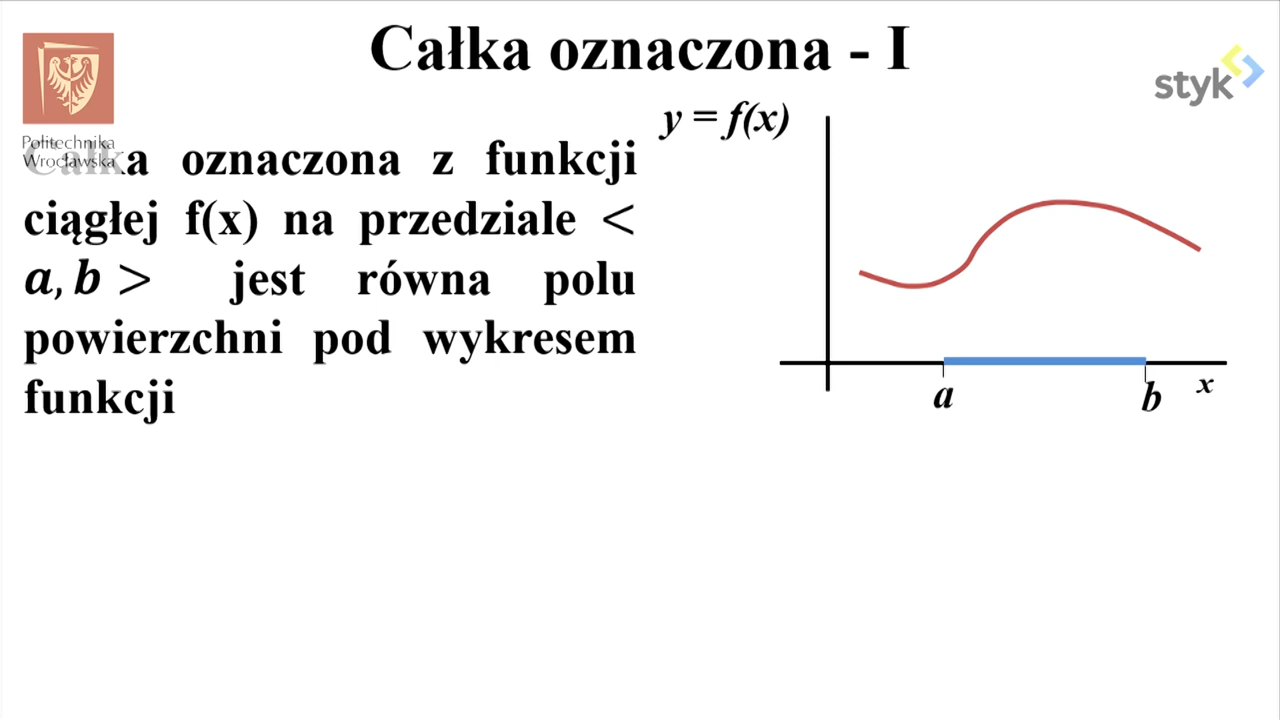 Całka oznaczona - I
styk
Politechnika
Wrocławska
y = f(x)
Całka oznaczona z funkcji
ciągłej f(x) na przedziale <
a, b > jest równa polu
powierzchni pod wykresem
funkcji
a
b
x